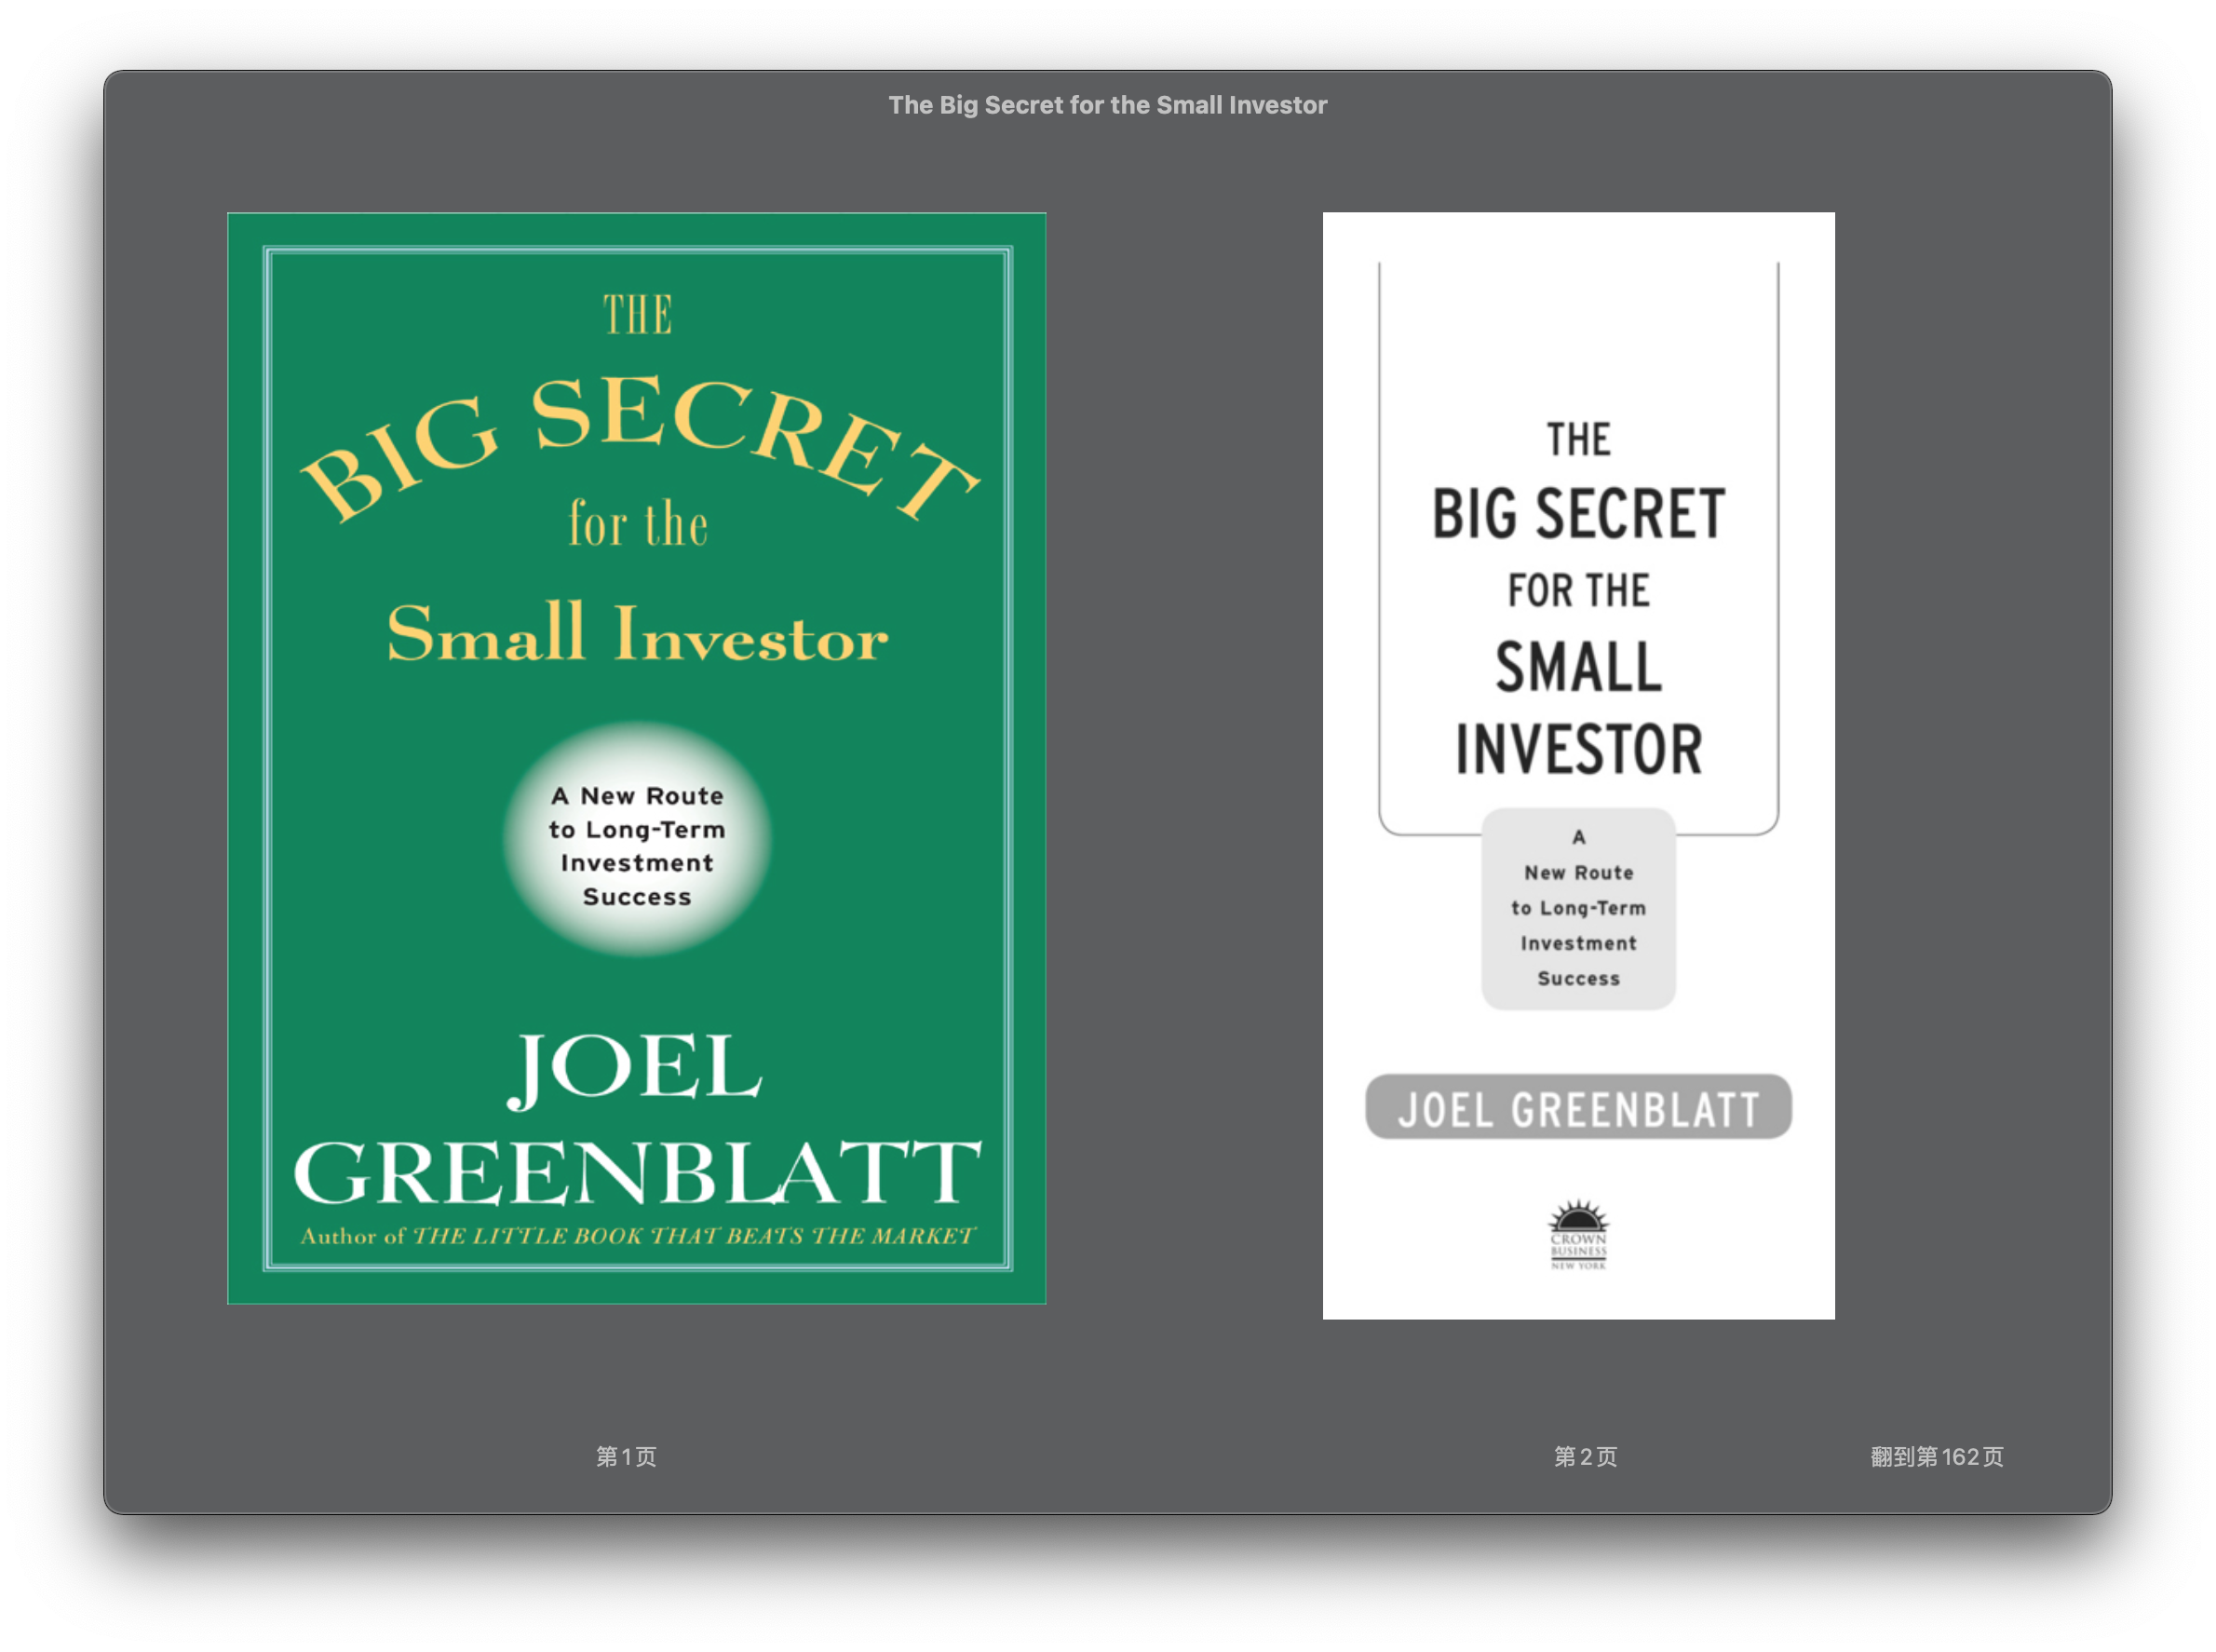 The Big Secret for the Small Investor
THE
BIG SECRET
for the
Small Investor
A New Route
to Long-Term
Investment
Success
JOEL
GREENBLATT
Author of THE LITTLE BOOK THAT BEATS THE MARKET
THE
BIG SECRET
FOR THE
SMALL
INVESTOR
A
New Route
to Long-Term
Investment
Success
JOEL GREENBLATT
CROWN
BUSINESS
NEW YORK
第1页
第2页
翻到第162页